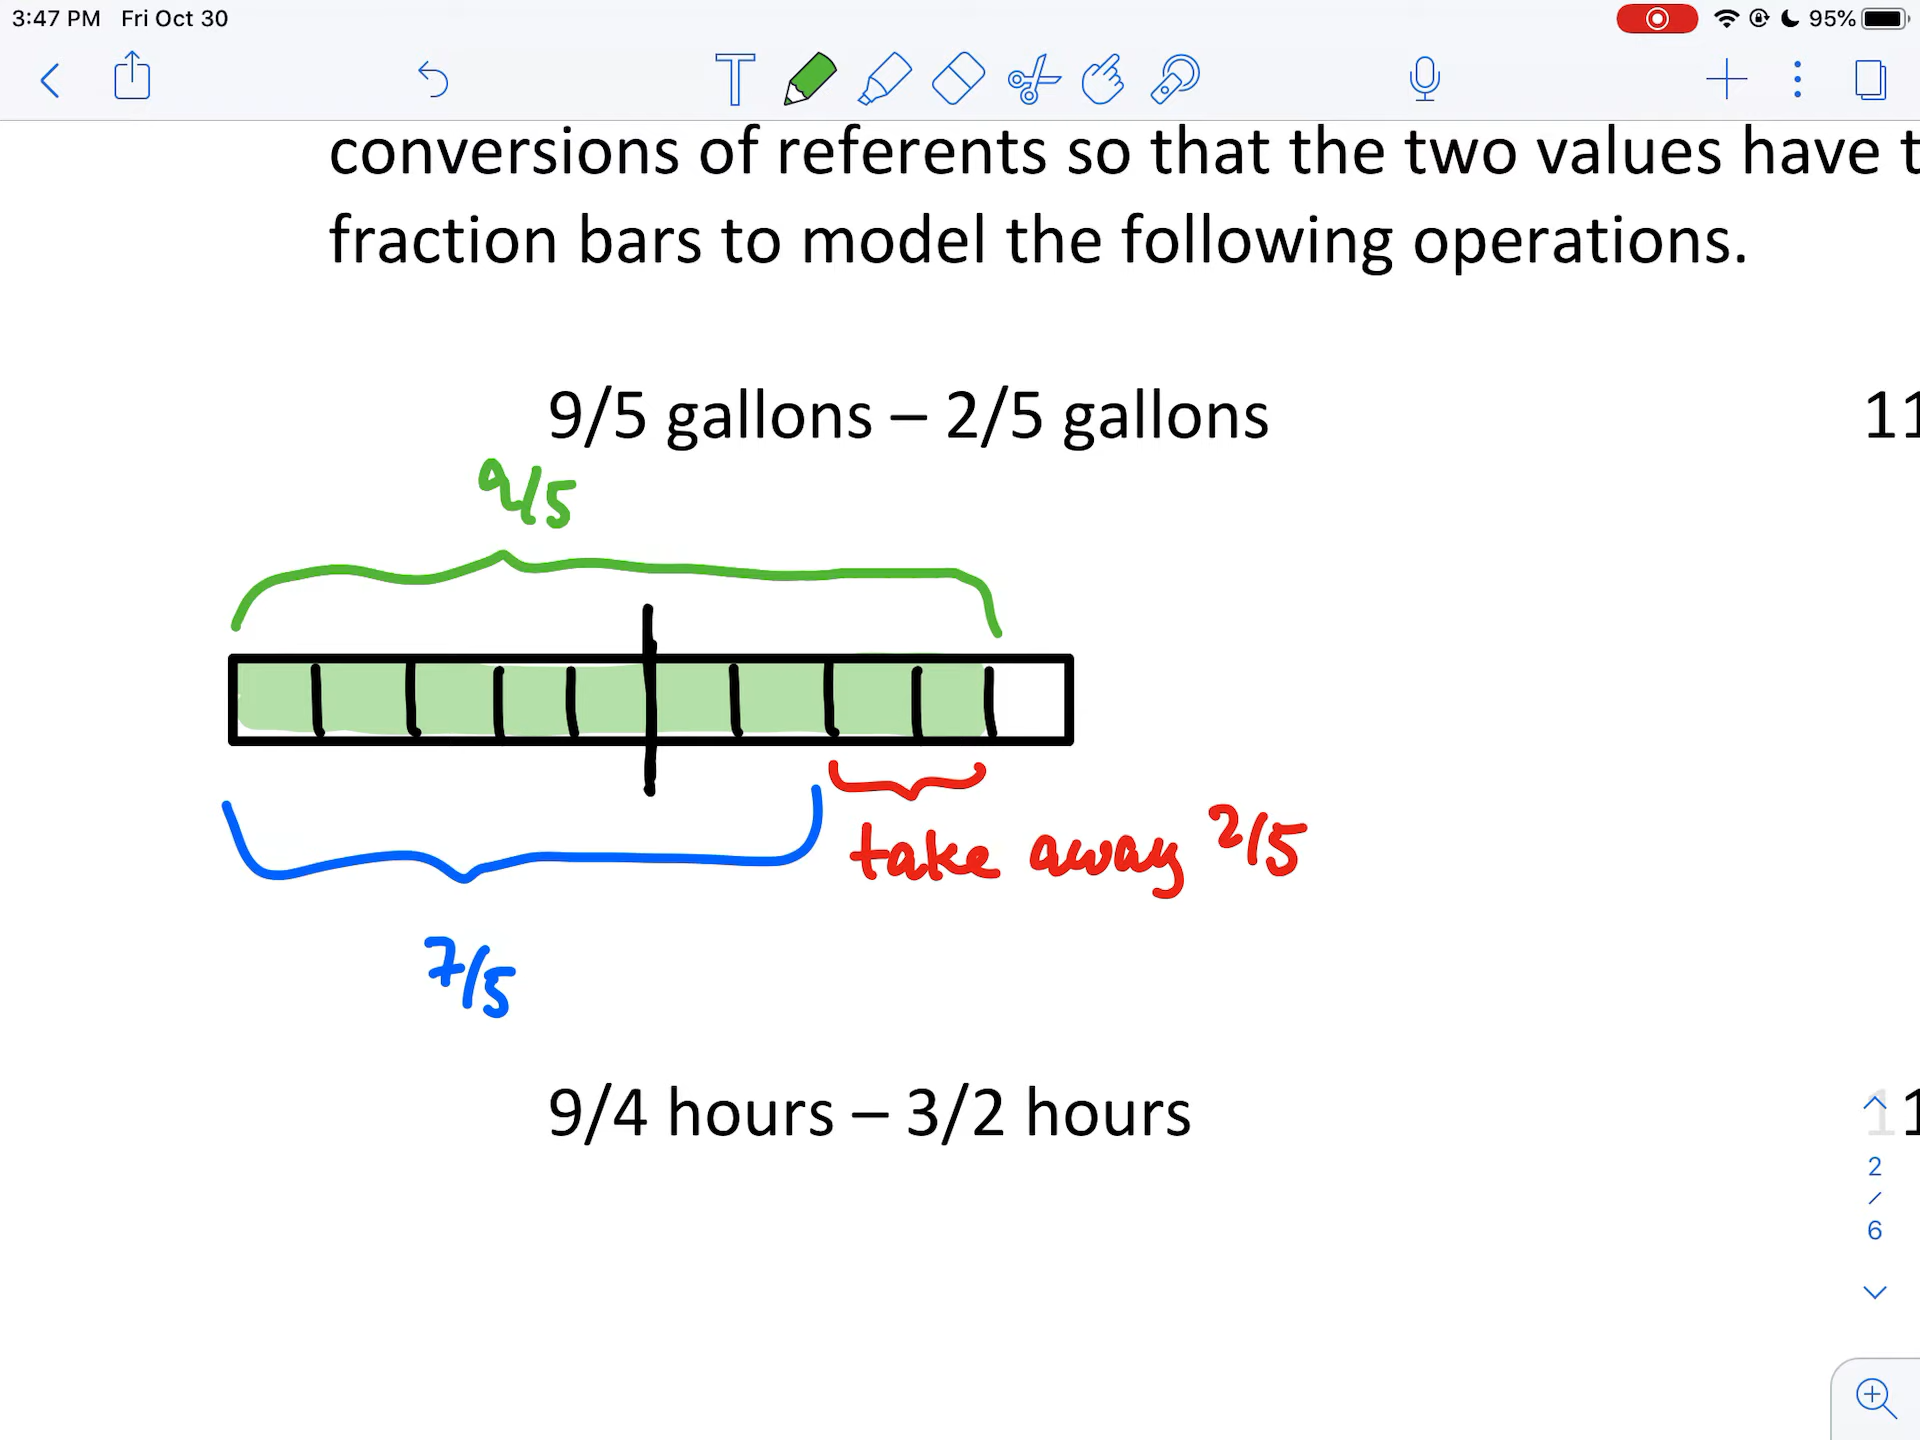 3:47 PM Fri Oct 30
95%
conversions of referents so that the two values have t
fraction bars to model the following operations.
9/5 gallons – 2/5 gallons
11
9/5
take away 2/5
7/5
9/4 hours – 3/2 hours
11
2
/
6